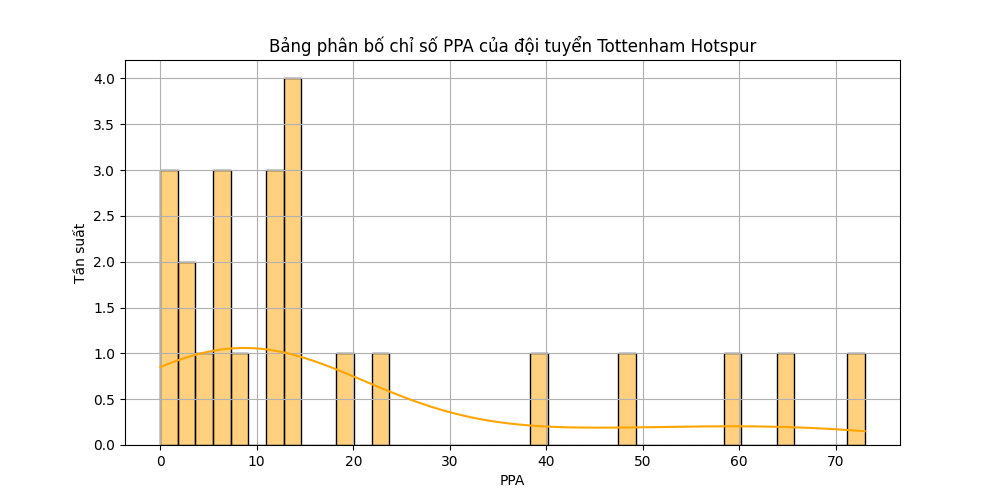 Bảng phân bố chỉ số PPA của đội tuyển Tottenham Hotspur
4.0
3.5
3.0
2.5
2.0
1.5
1.0
0.5
0.0
Tần suất
0 10 20 30 40 50 60 70
PPA